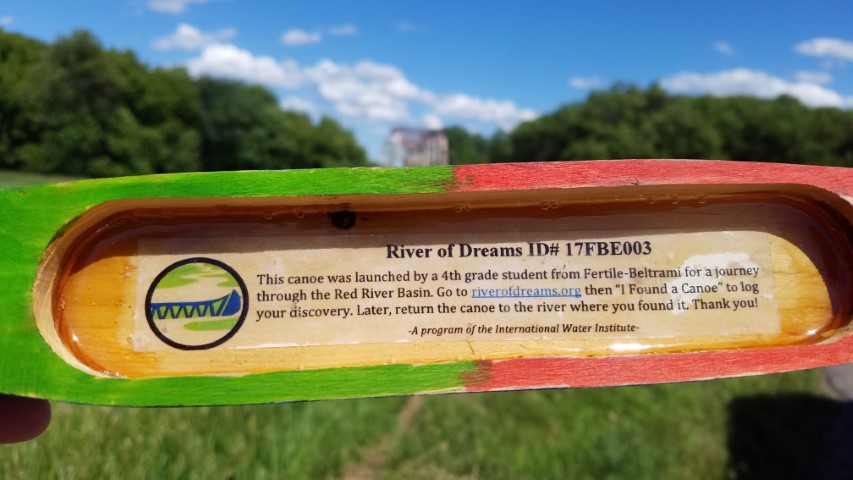 River of Dreams ID# 17FBE003
This canoe was launched by a 4th grade student from Fertile-Beltrami for a journey
through the Red River Basin. Go to riverofdreams.org then "I Found a Canoe" to log
your discovery. Later, return the canoe to the river where you found it. Thank you!
-A program of the International Water Institute-